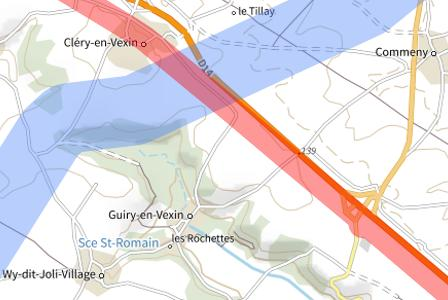 le Tillay
Cléry-en-Vexin
Commeny
D14
139
Guiry-en-Vexin
les Rochettes
Sce St-Romain
Wy-dit-Joli-Village